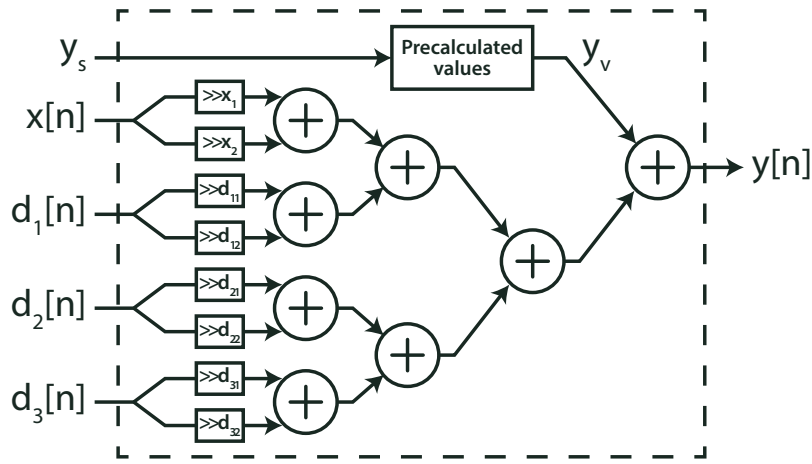 y_s
Precalculated
values
y_v
x[n]
>>x_1
>>x_2
y[n]
d_1[n]
>>d_11
>>d_12
d_2[n]
>>d_21
>>d_22
d_3[n]
>>d_31
>>d_32